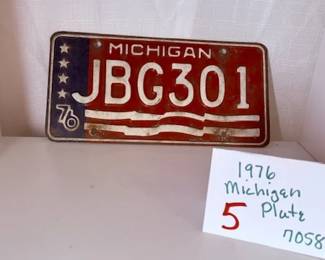 MICHIGAN
JBG301
76
1976
Michigan
5 Plate
7058